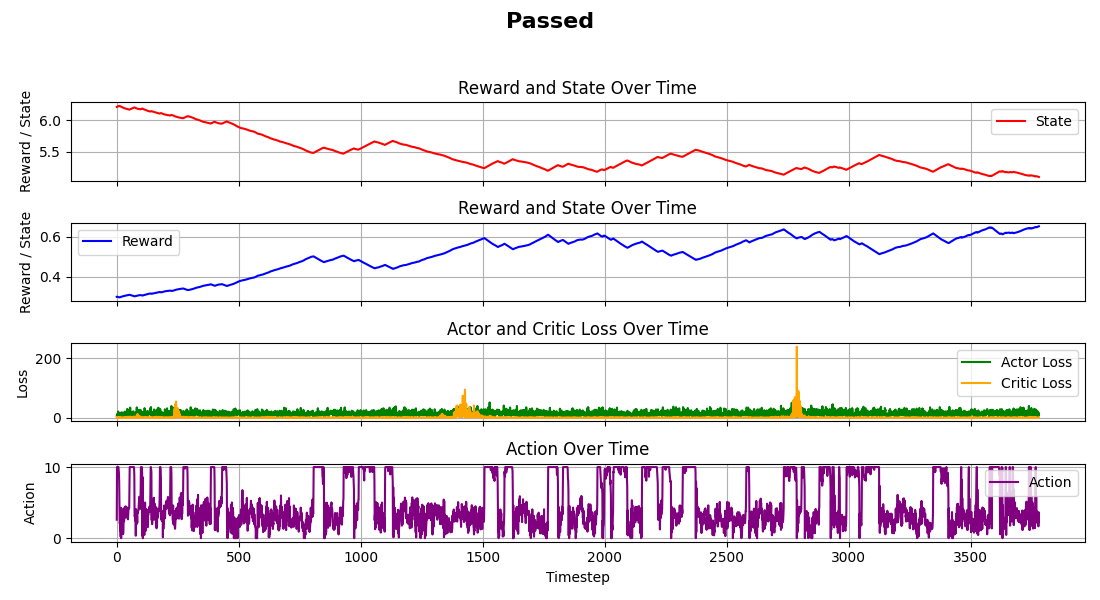 Passed
Reward and State Over Time
Reward / State
6.0
5.5
State
Reward and State Over Time
Reward / State
0.6
0.4
Reward
Actor and Critic Loss Over Time
Loss
200
0
Actor Loss
Critic Loss
Action Over Time
Action
10
0
Action
0 500 1000 1500 2000 2500 3000 3500
Timestep